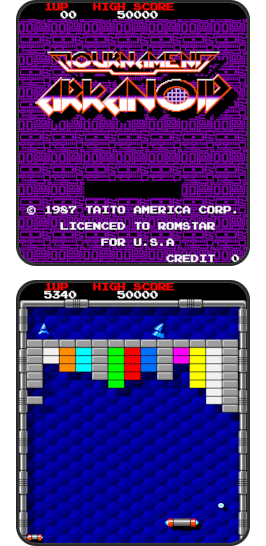 1UP HIGH SCORE
00 50000
TOURNAMENT
ARKANOID
© 1987 TAITO AMERICA CORP.
LICENCED TO ROMSTAR
FOR U.S.A
CREDIT 0
1UP HIGH SCORE
5340 50000